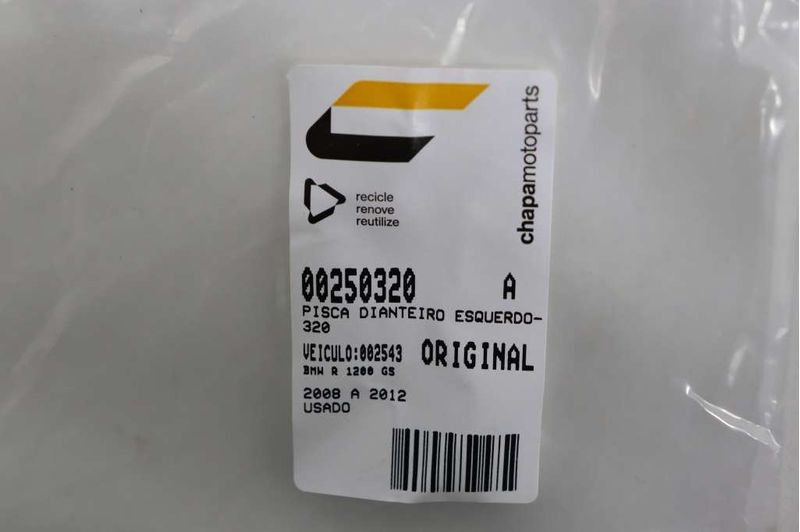 chapamotoparts
recicle
renove
reutilize
00250320 A
PISCA DIANTEIRO ESQUERDO-
320
VEICULO:002543 ORIGINAL
BMW R 1200 GS
2008 A 2012
USADO